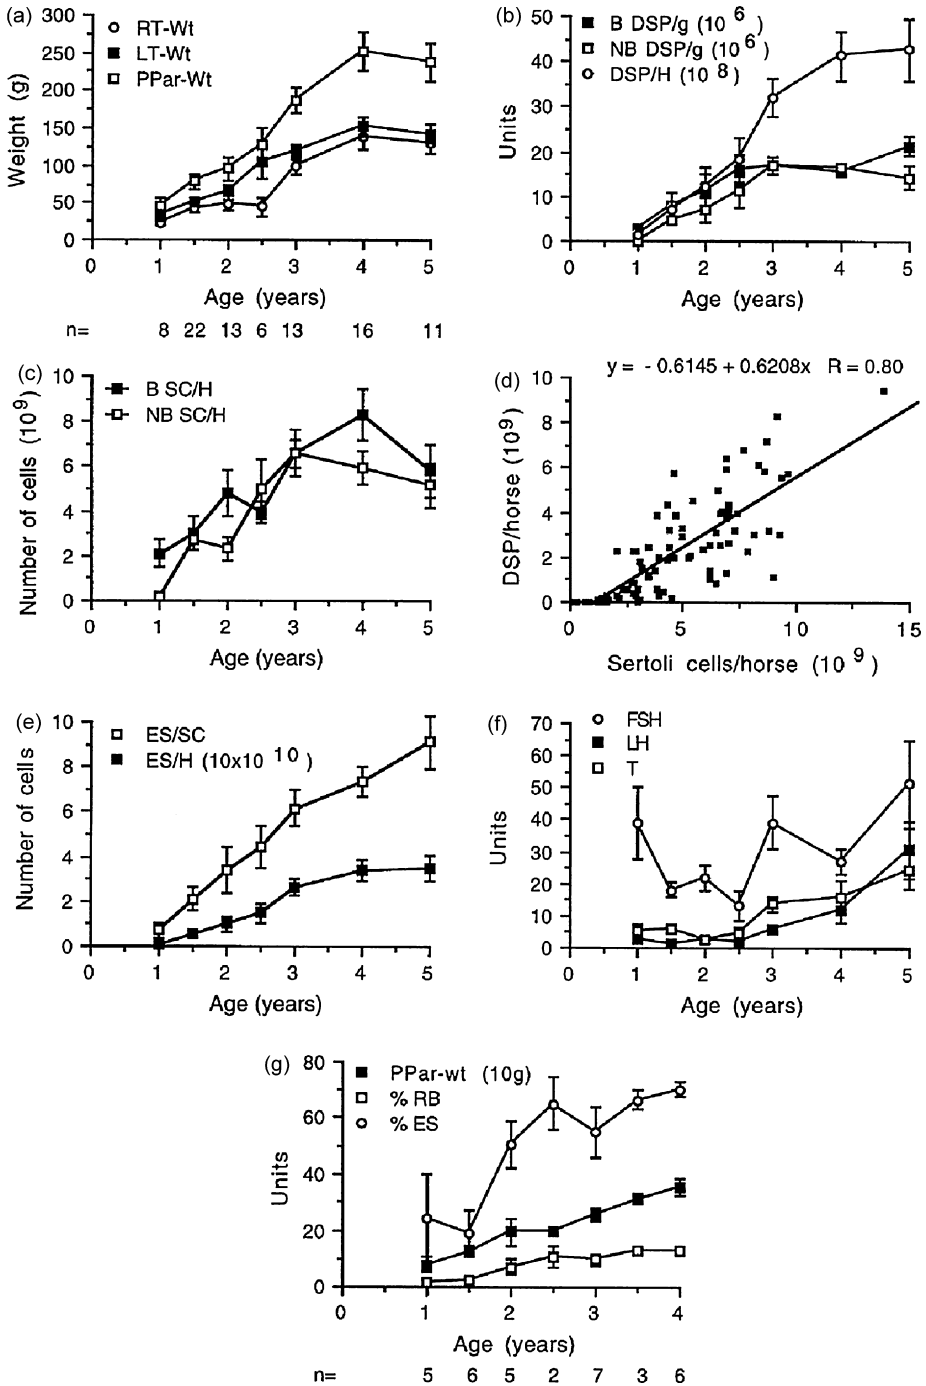 (a)
RT-Wt
LT-Wt
PPar-Wt
Weight (g)
300
250
200
150
100
50
0
0 1 2 3 4 5
Age (years)
n= 8 22 13 6 13 16 11
(b)
B DSP/g (10 6)
NB DSP/g (10 6)
DSP/H (10 8)
Units
50
40
30
20
10
0
0 1 2 3 4 5
Age (years)
(c)
B SC/H
NB SC/H
Number of cells (10 9)
10
8
6
4
2
0
0 1 2 3 4 5
Age (years)
(d)
y = - 0.6145 + 0.6208x R = 0.80
DSP/horse (10 9)
10
8
6
4
2
0
0 5 10 15
Sertoli cells/horse (10 9)
(e)
ES/SC
ES/H (10x10 10)
Number of cells
10
8
6
4
2
0
0 1 2 3 4 5
Age (years)
(f)
FSH
LH
T
Units
70
60
50
40
30
20
10
0
0 1 2 3 4 5
Age (years)
(g)
PPar-wt (10g)
% RB
% ES
Units
80
60
40
20
0
0 1 2 3 4
Age (years)
n= 5 6 5 2 7 3 6